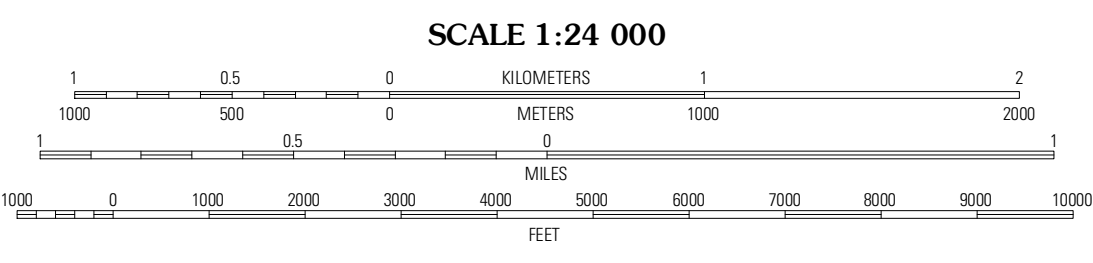 SCALE 1:24 000
1 0.5 0 KILOMETERS 1 2
1000 500 0 METERS 1000 2000
1 0.5 0 1
MILES
1000 0 1000 2000 3000 4000 5000 6000 7000 8000 9000 10000
FEET